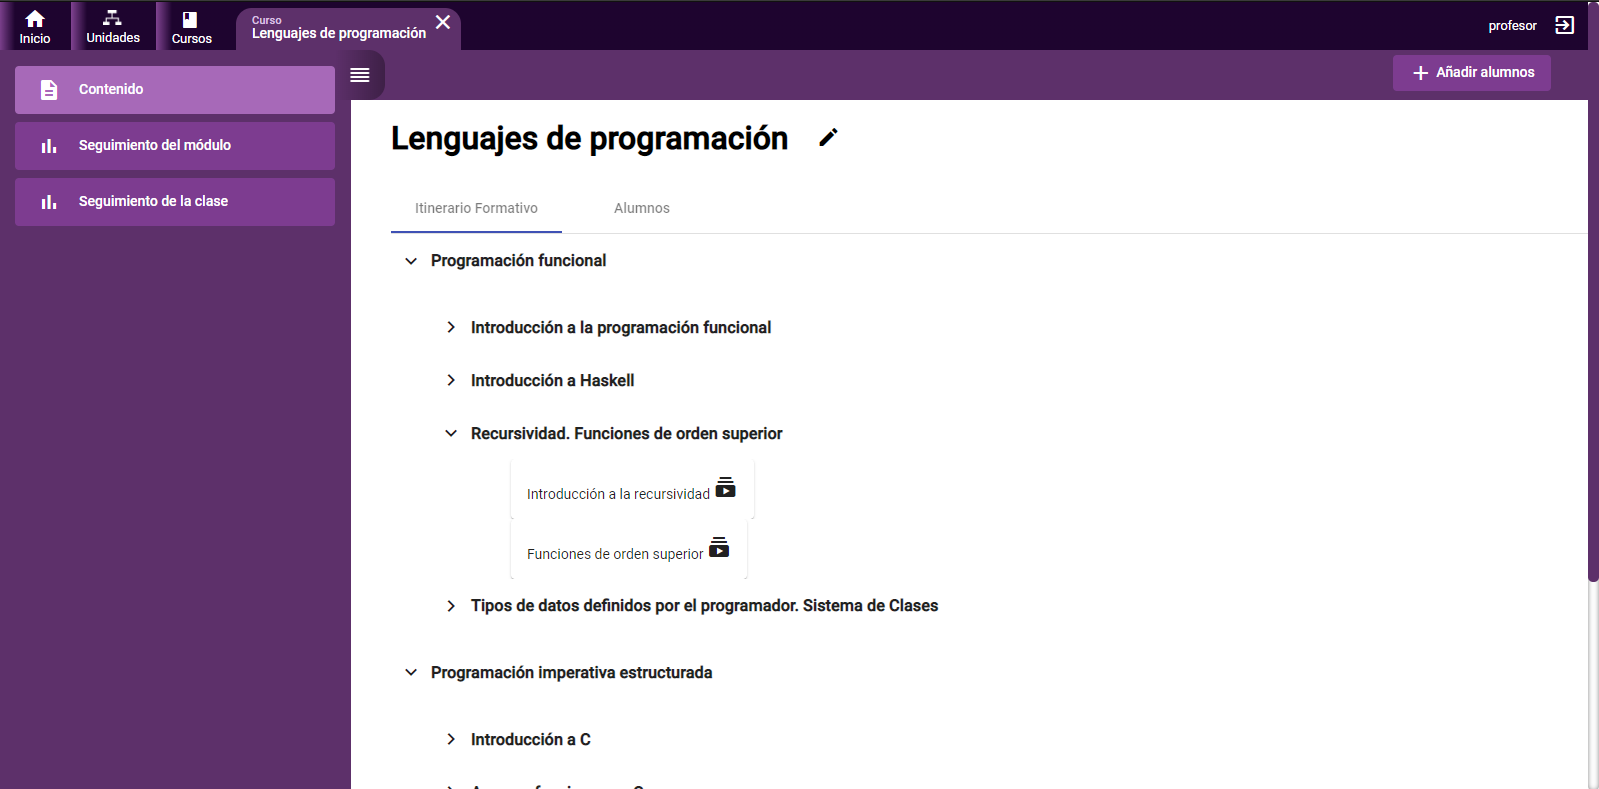 Inicio
Unidades
Cursos
Curso
Lenguajes de programación
profesor
Contenido
Seguimiento del módulo
Seguimiento de la clase
Añadir alumnos
Lenguajes de programación
Itinerario Formativo
Alumnos
Programación funcional
Introducción a la programación funcional
Introducción a Haskell
Recursividad. Funciones de orden superior
Introducción a la recursividad
Funciones de orden superior
Tipos de datos definidos por el programador. Sistema de Clases
Programación imperativa estructurada
Introducción a C